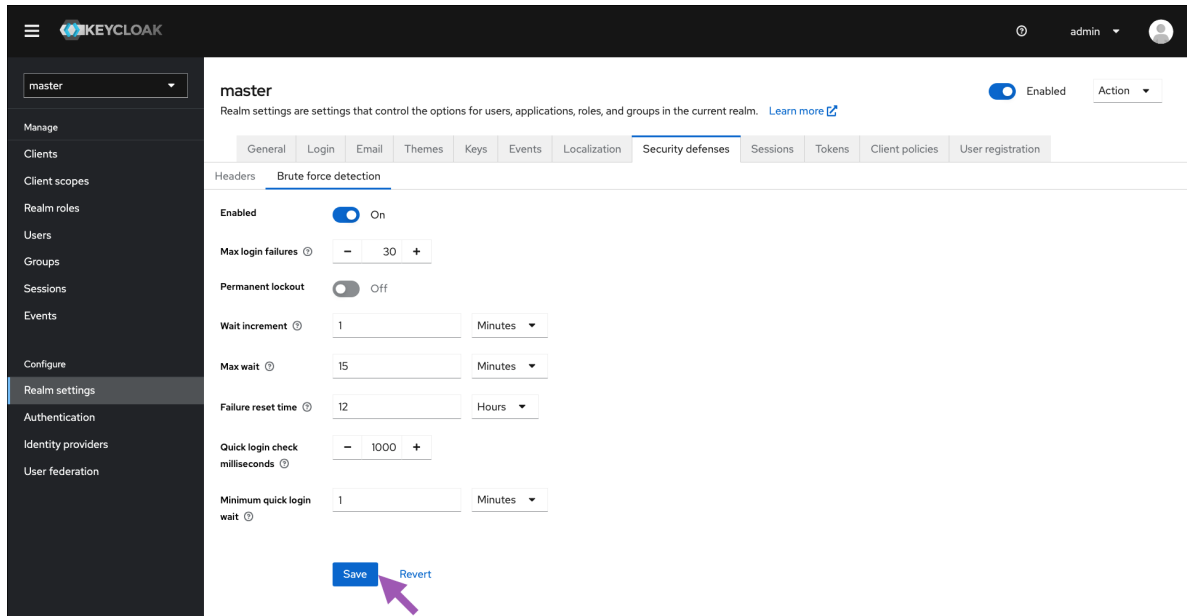 KEYCLOAK
admin
master
Manage
Clients
Client scopes
Realm roles
Users
Groups
Sessions
Events
Configure
Realm settings
Authentication
Identity providers
User federation
master
Enabled
Action
Realm settings are settings that control the options for users, applications, roles, and groups in the current realm. Learn more
General Login Email Themes Keys Events Localization Security defenses Sessions Tokens Client policies User registration
Headers Brute force detection
Enabled On
Max login failures 30
Permanent lockout Off
Wait increment 1 Minutes
Max wait 15 Minutes
Failure reset time 12 Hours
Quick login check
milliseconds
1000
Minimum quick login
wait
1 Minutes
Save Revert